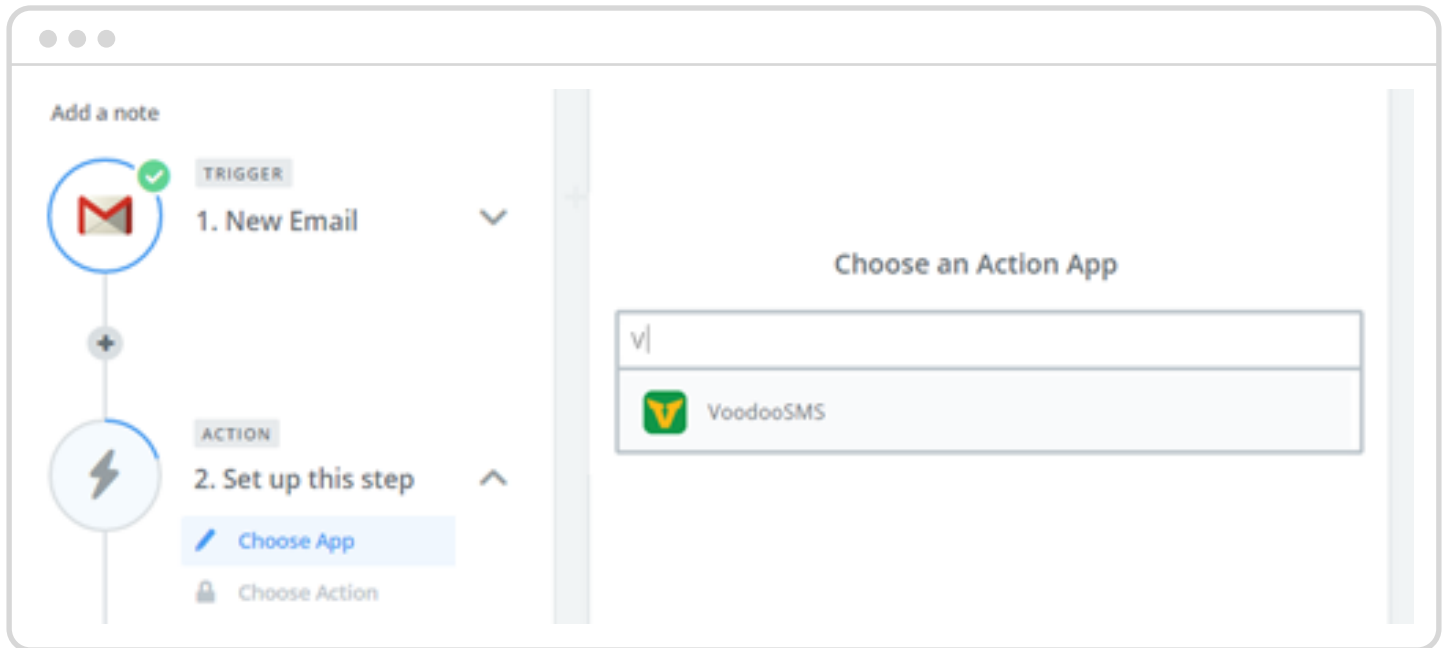 Add a note
TRIGGER
1. New Email
ACTION
2. Set up this step
Choose App
Choose Action
Choose an Action App
V
VoodooSMS